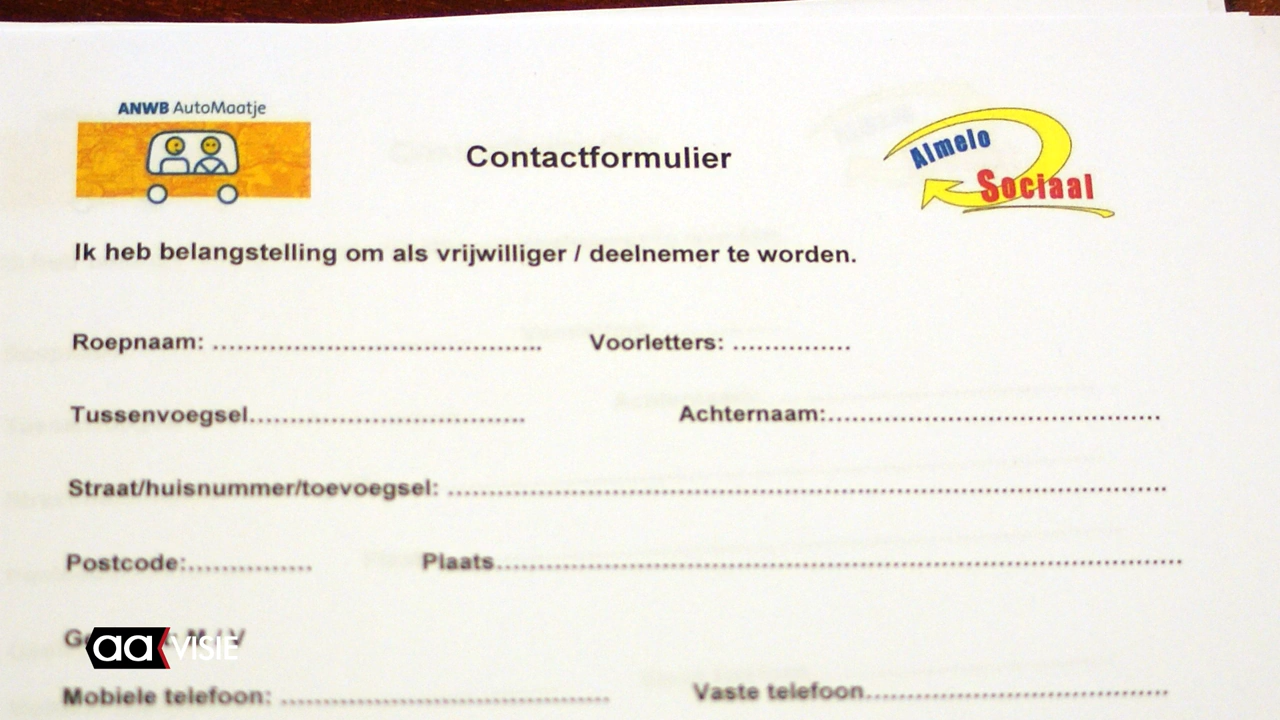 ANWB AutoMaatje
Contactformulier
Almelo
Sociaal
Ik heb belangstelling om als vrijwilliger / deelnemer te worden.
Roepnaam: .......................................... Voorletters: ...............
Tussenvoegsel................................... Achternaam:..........................................
Straat/huisnummer/toevoegsel: ...........................................................................................
Postcode:................ Plaats.......................................................................................
M / V
aa VISIE
Mobiele telefoon: .......................................... Vaste telefoon.......................................